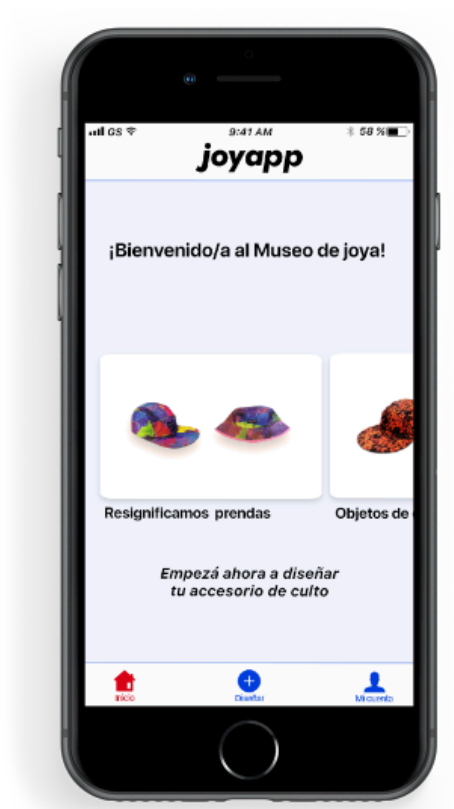 GS 9:41 AM 58 %
joyapp
¡Bienvenido/a al Museo de joya!
Resignificamos prendas Objetos de
Empezá ahora a diseñar
tu accesorio de culto
Inicio Diseñar Mi cuenta